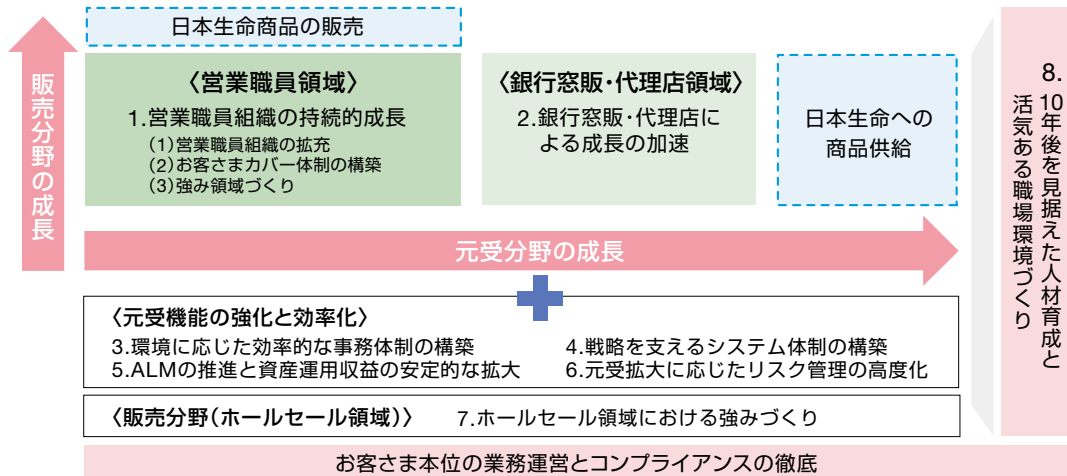 販売分野の成長
日本生命商品の販売
〈営業職員領域〉
1.営業職員組織の持続的成長
(1)営業職員組織の拡充
(2)お客さまカバー体制の構築
(3)強み領域づくり
〈銀行窓販・代理店領域〉
2.銀行窓販・代理店に
よる成長の加速
日本生命への
商品供給
元受分野の成長
〈元受機能の強化と効率化〉
3.環境に応じた効率的な事務体制の構築
4.戦略を支えるシステム体制の構築
5.ALMの推進と資産運用収益の安定的な拡大
6.元受拡大に応じたリスク管理の高度化
〈販売分野(ホールセール領域)〉 7.ホールセール領域における強みづくり
お客さま本位の業務運営とコンプライアンスの徹底
8.10年後を見据えた人材育成と
活気ある職場環境づくり